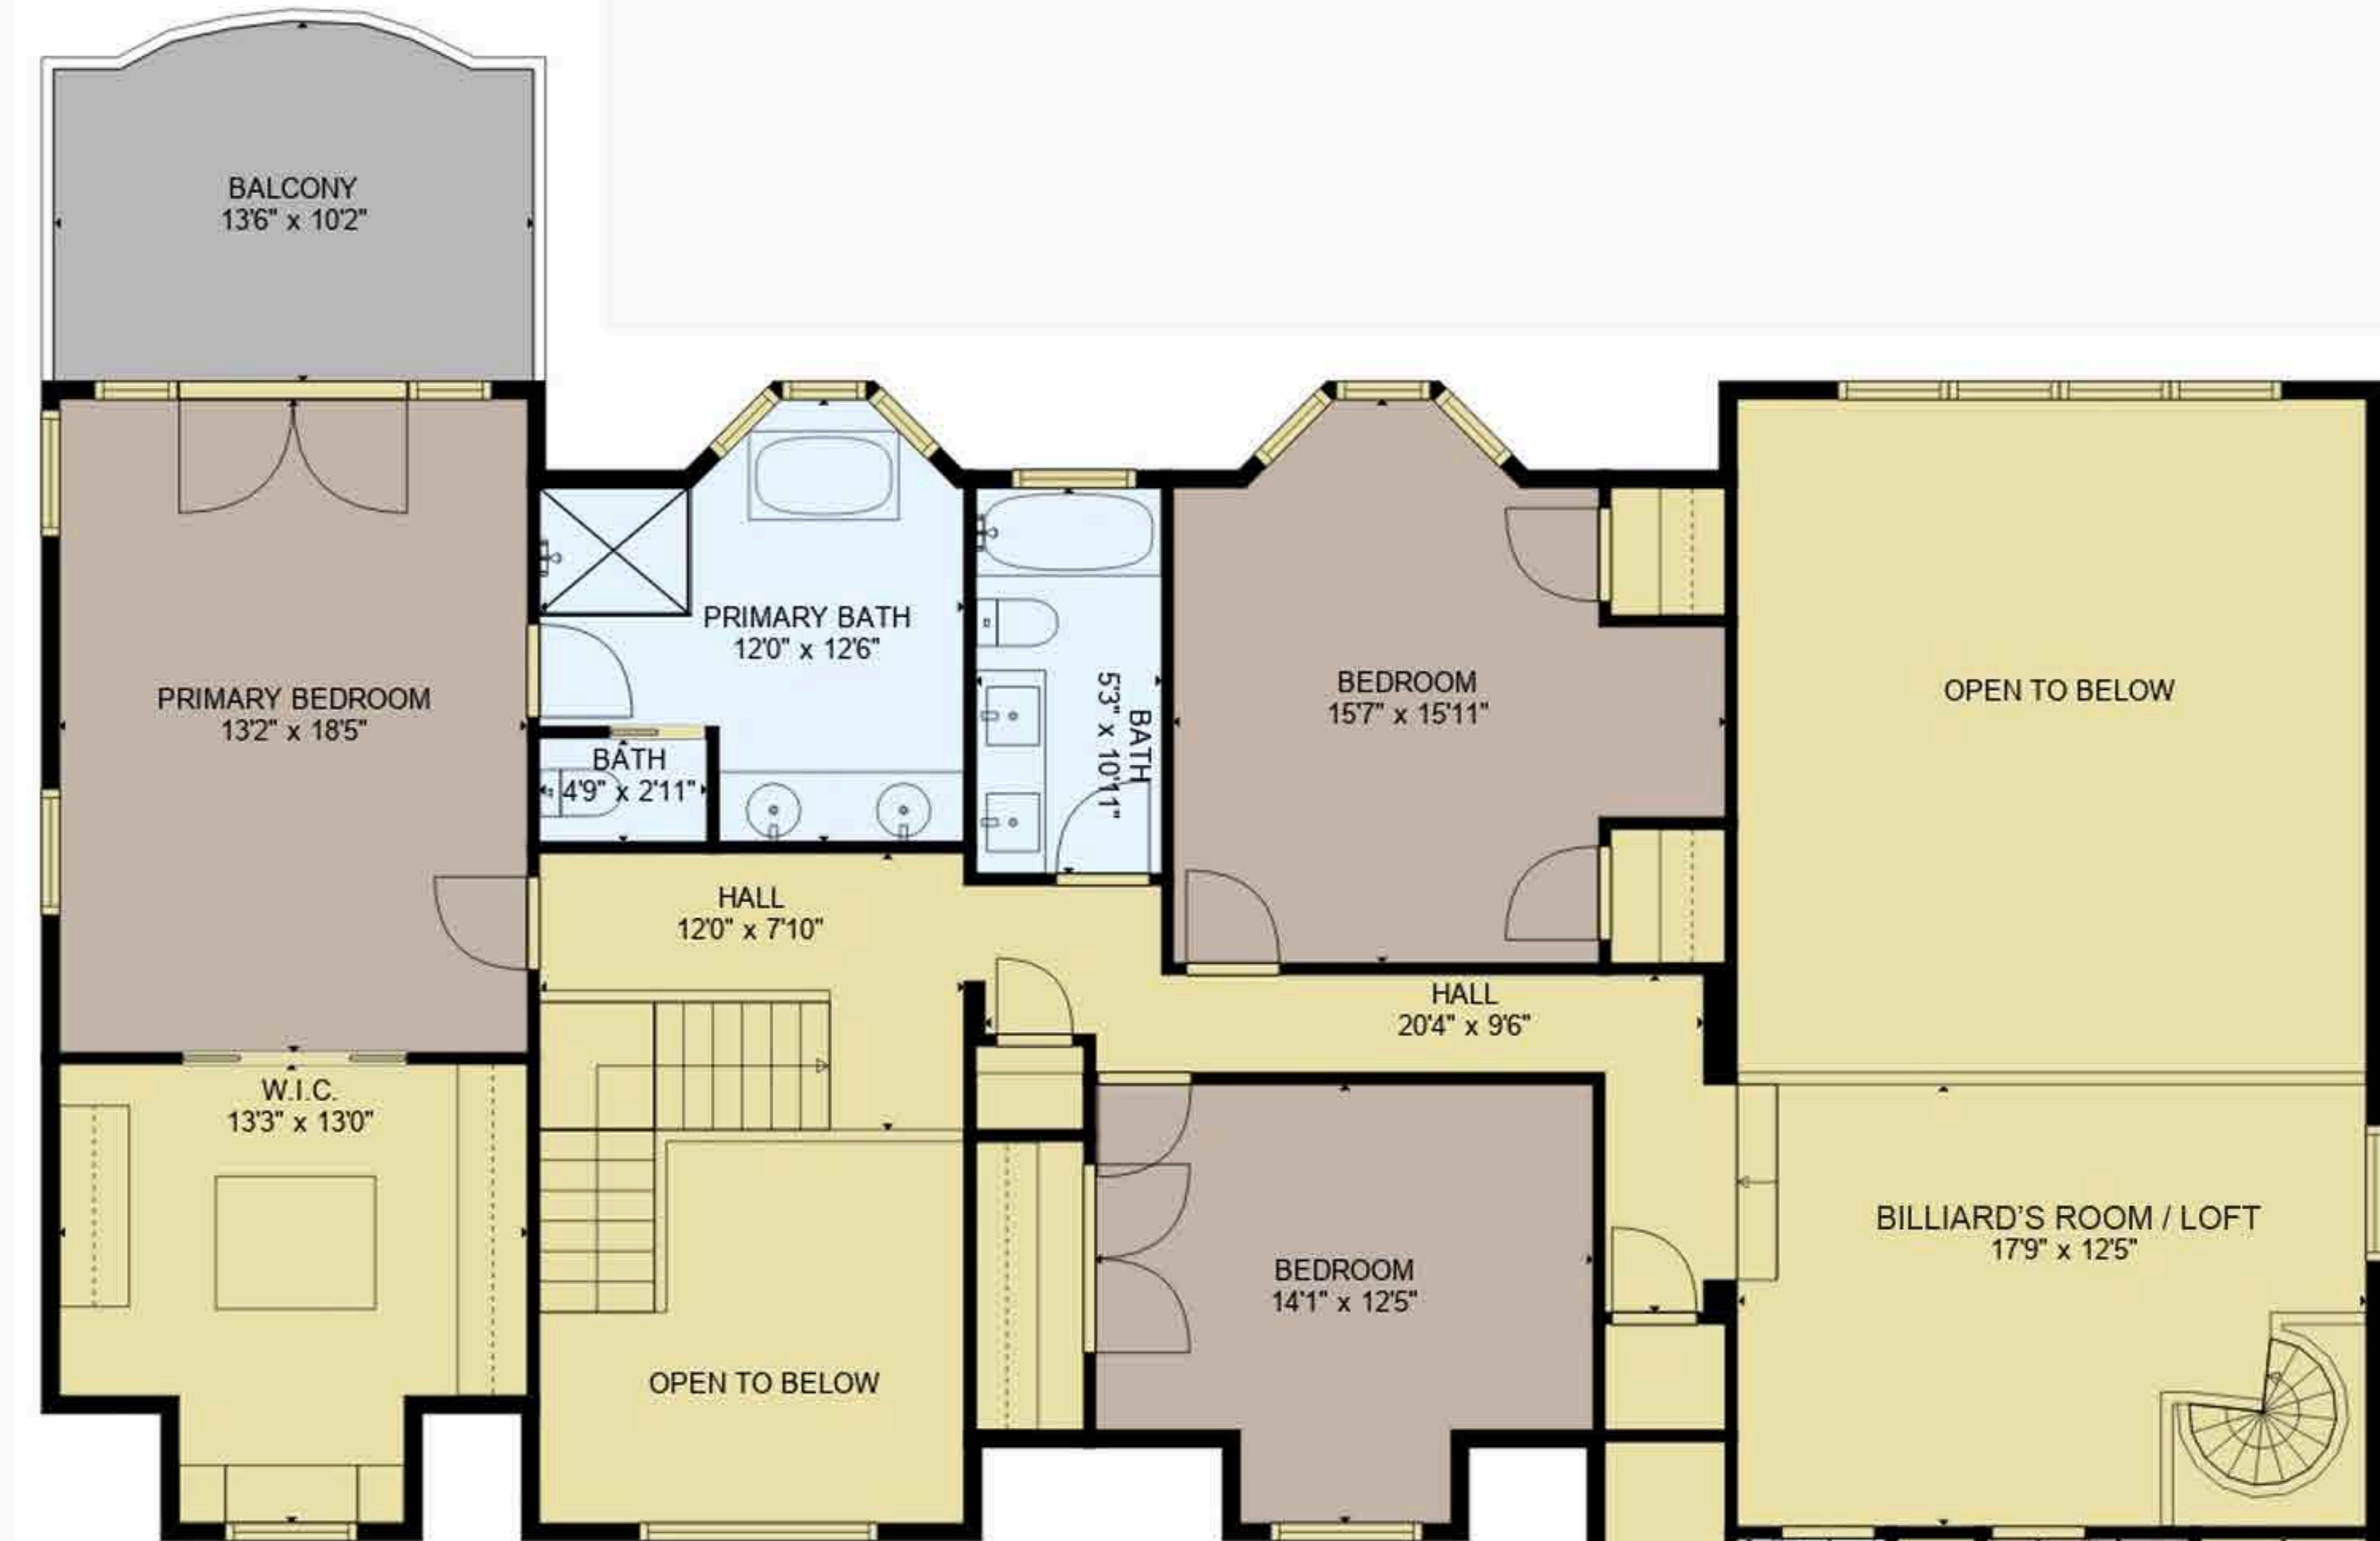 BALCONY
13'6" x 10'2"
PRIMARY BATH
12'0" x 12'6"
PRIMARY BEDROOM
13'2" x 18'5"
BATH
4'9" x 2'11"
BATH
5'3" x 10'11"
BEDROOM
15'7" x 15'11"
OPEN TO BELOW
HALL
12'0" x 7'10"
HALL
20'4" x 9'6"
W.I.C.
13'3" x 13'0"
BILLIARD'S ROOM / LOFT
17'9" x 12'5"
BEDROOM
14'1" x 12'5"
OPEN TO BELOW